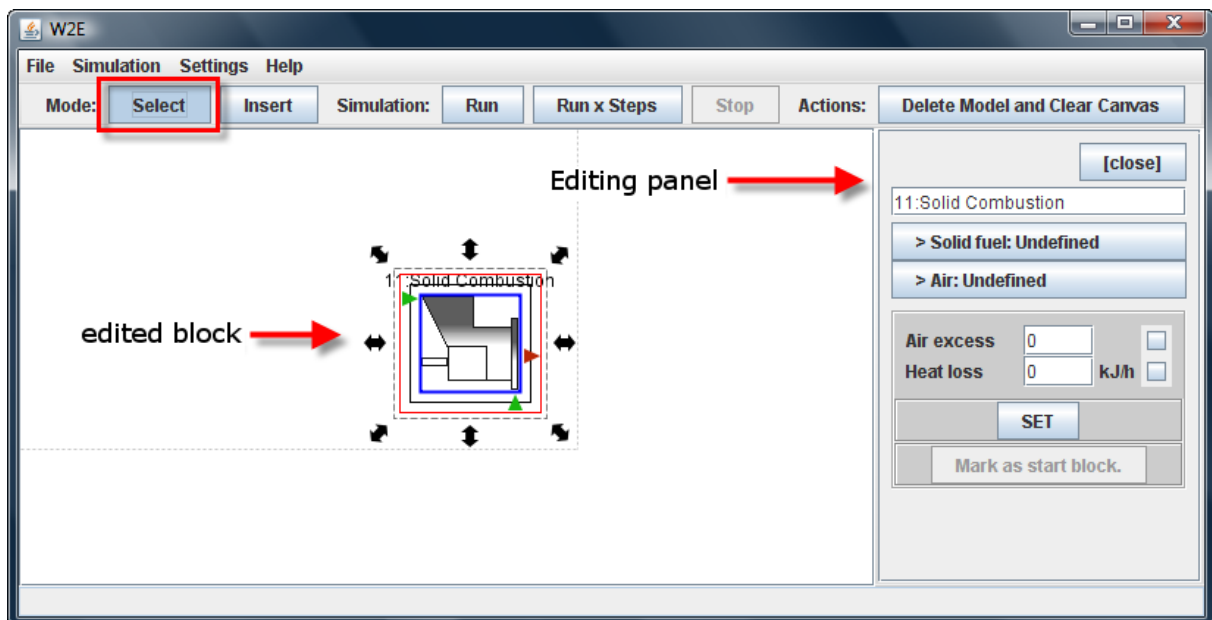 W2E
File Simulation Settings Help
Mode: Select Insert Simulation: Run Run x Steps Stop Actions: Delete Model and Clear Canvas
[close]
Editing panel
11:Solid Combustion
> Solid fuel: Undefined
> Air: Undefined
11:Solid Combustion
edited block
Air excess 0
Heat loss 0 kJ/h
SET
Mark as start block.